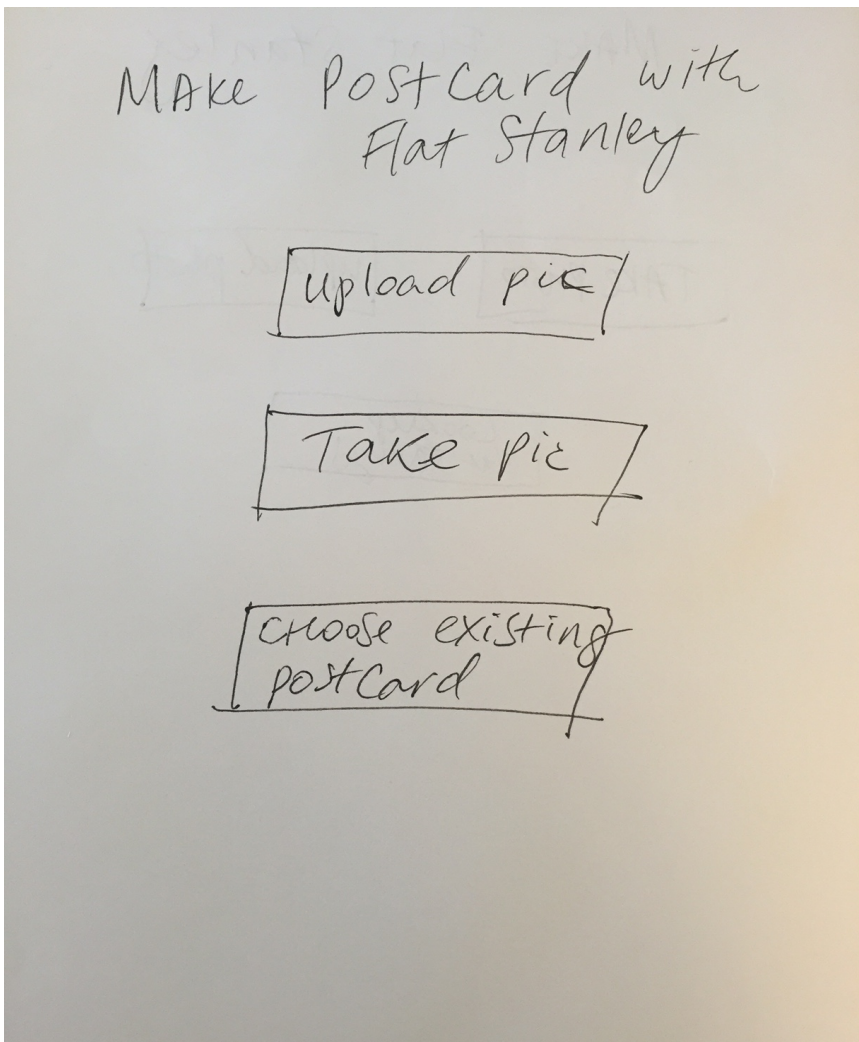 MAKe PostCard with
Flat Stanley
upload pic
Take pic
CHOOSE existing
postCard